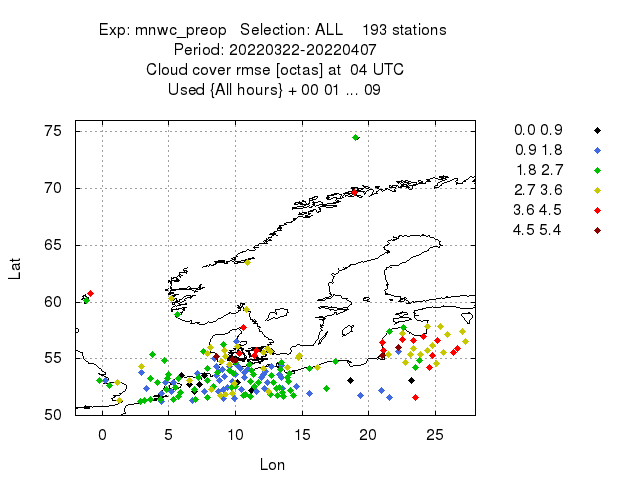 Exp: mnwc_preop   Selection: ALL    193 stations
Period: 20220322-20220407
Cloud cover rmse [octas] at  04 UTC
Used {All hours} + 00 01 ... 09
0.0 0.9
0.9 1.8
1.8 2.7
2.7 3.6
3.6 4.5
4.5 5.4
75
70
65
60
55
50
Lat
0 5 10 15 20 25
Lon